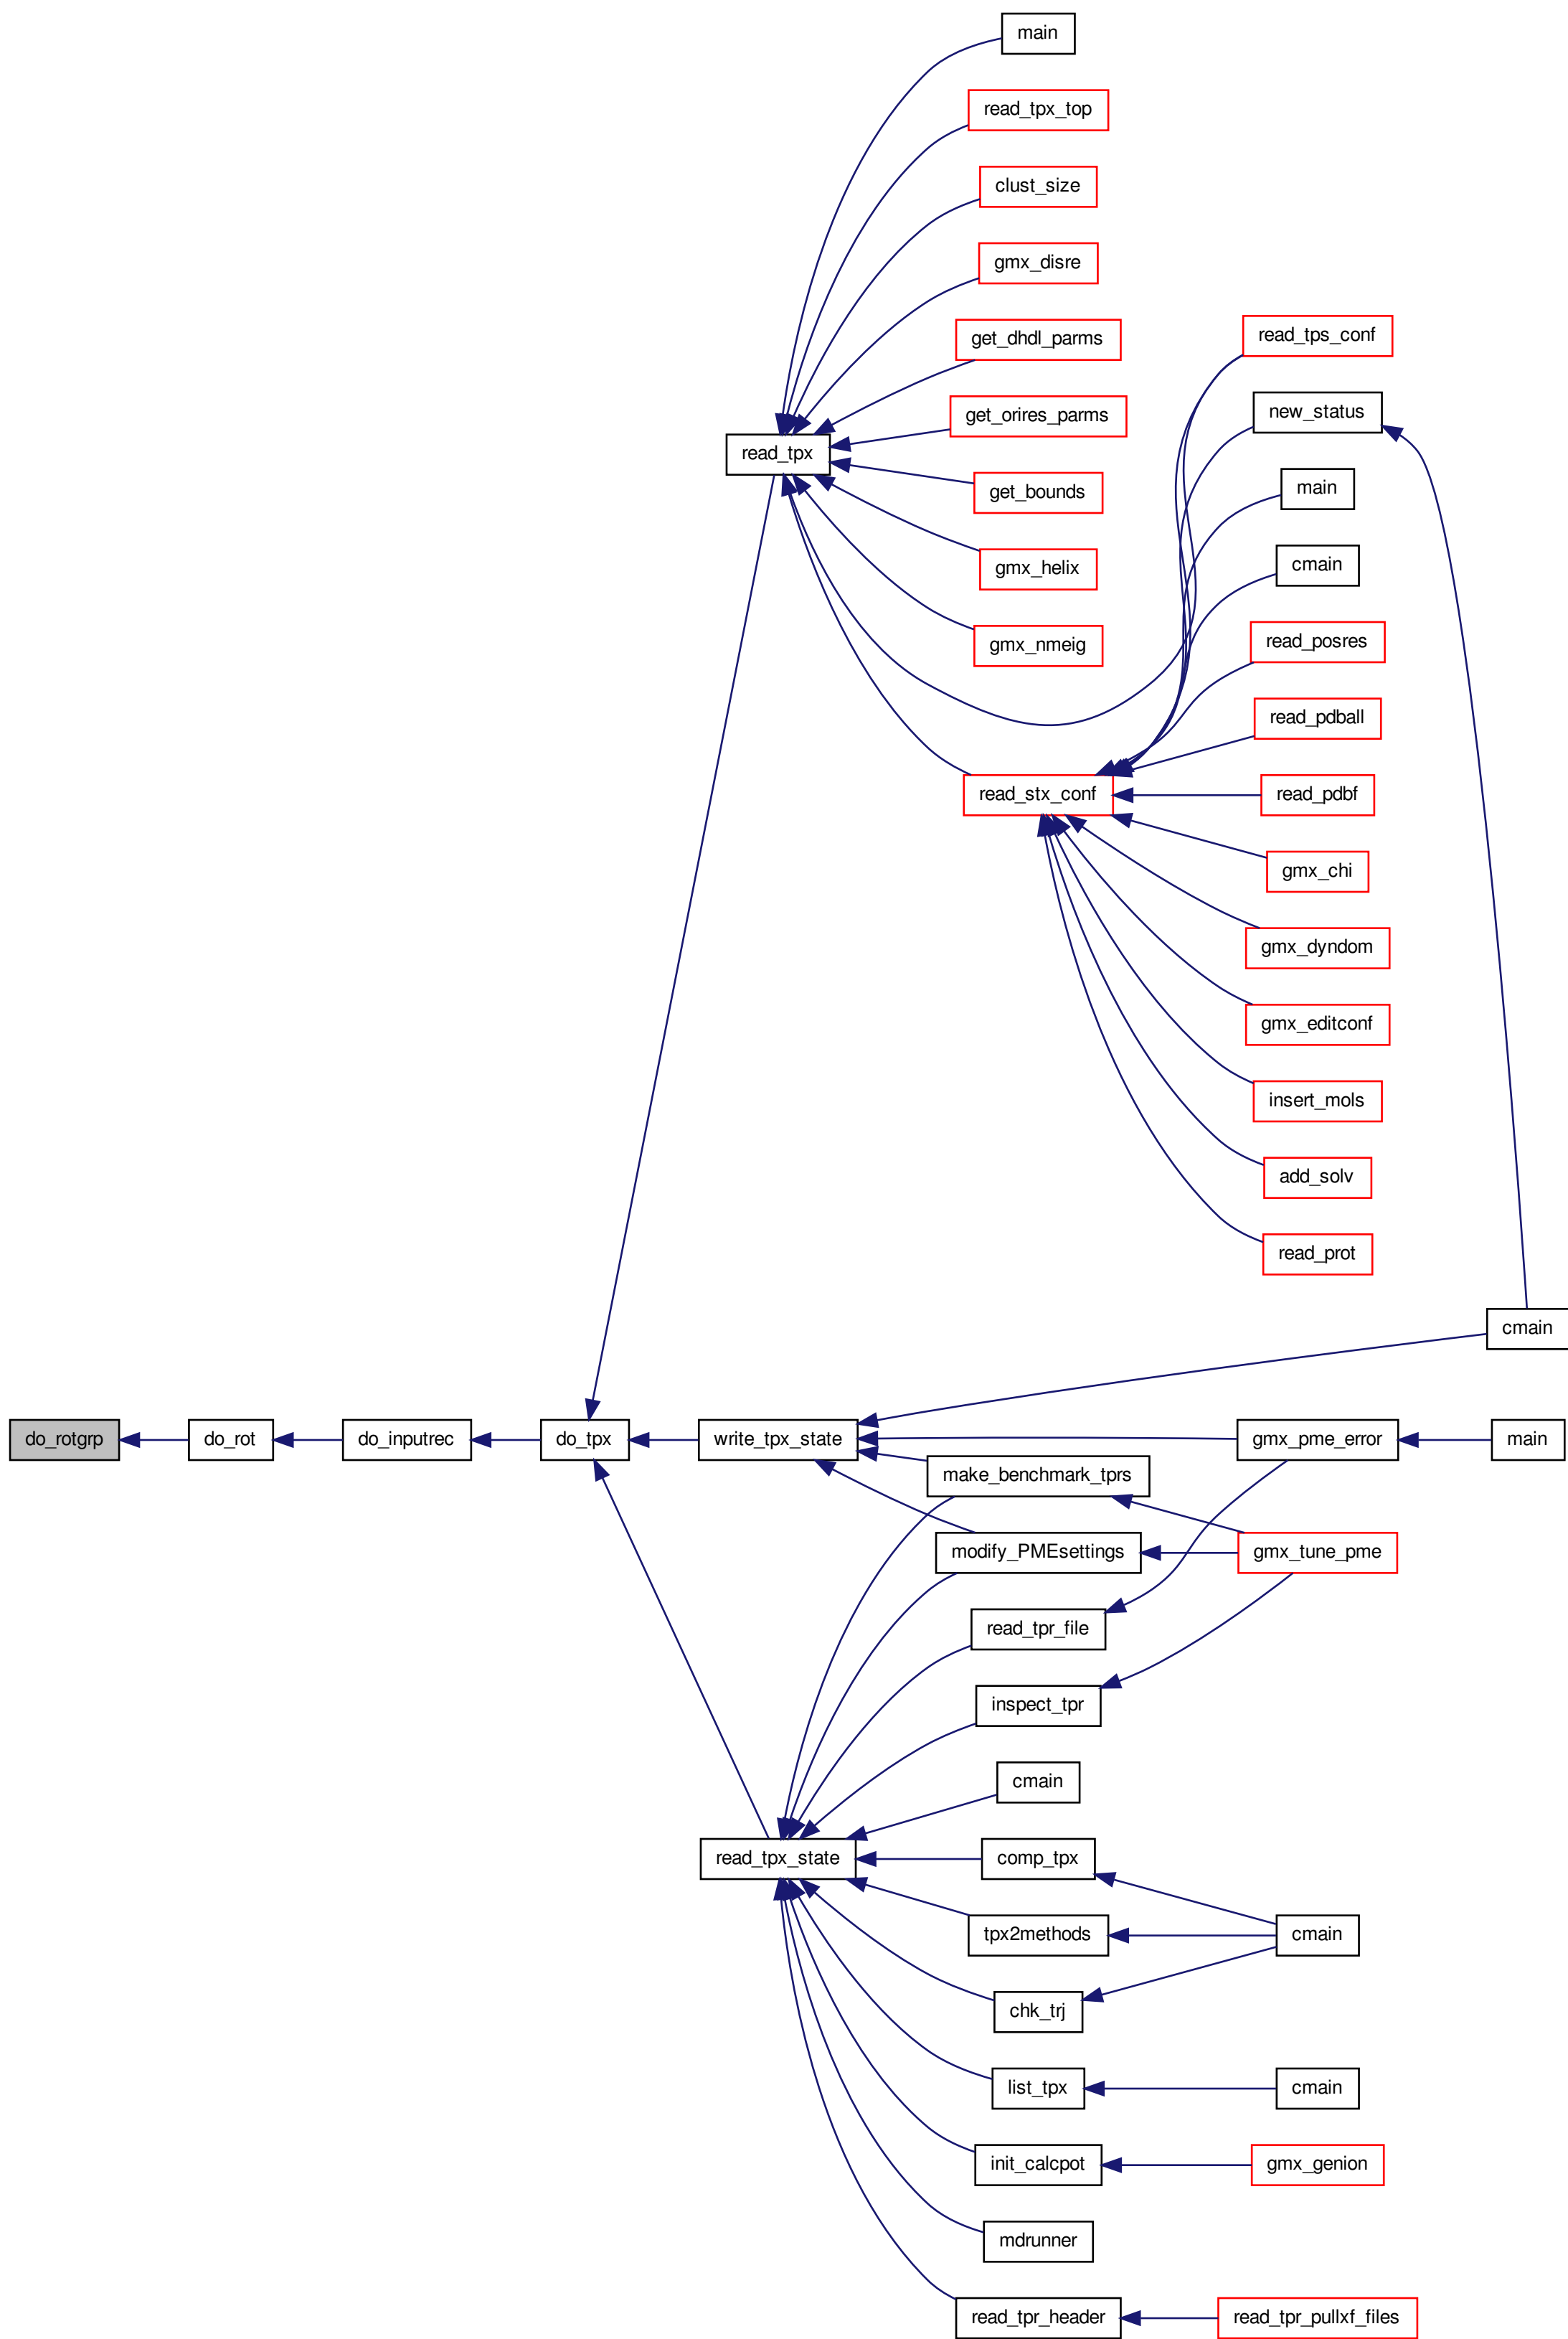 main
read_tpx_top
clust_size
gmx_disre
get_dhdl_parms
read_tps_conf
get_orires_parms
new_status
read_tpx
get_bounds
main
gmx_helix
cmain
gmx_nmeig
read_posres
read_pdball
read_stx_conf
read_pdbf
gmx_chi
gmx_dyndom
gmx_editconf
insert_mols
add_solv
read_prot
cmain
do_rotgrp
do_rot
do_inputrec
do_tpx
write_tpx_state
gmx_pme_error
main
make_benchmark_tprs
modify_PMEsettings
gmx_tune_pme
read_tpr_file
inspect_tpr
cmain
read_tpx_state
comp_tpx
tpx2methods
cmain
chk_trj
list_tpx
cmain
init_calcpot
gmx_genion
mdrunner
read_tpr_header
read_tpr_pullxf_files